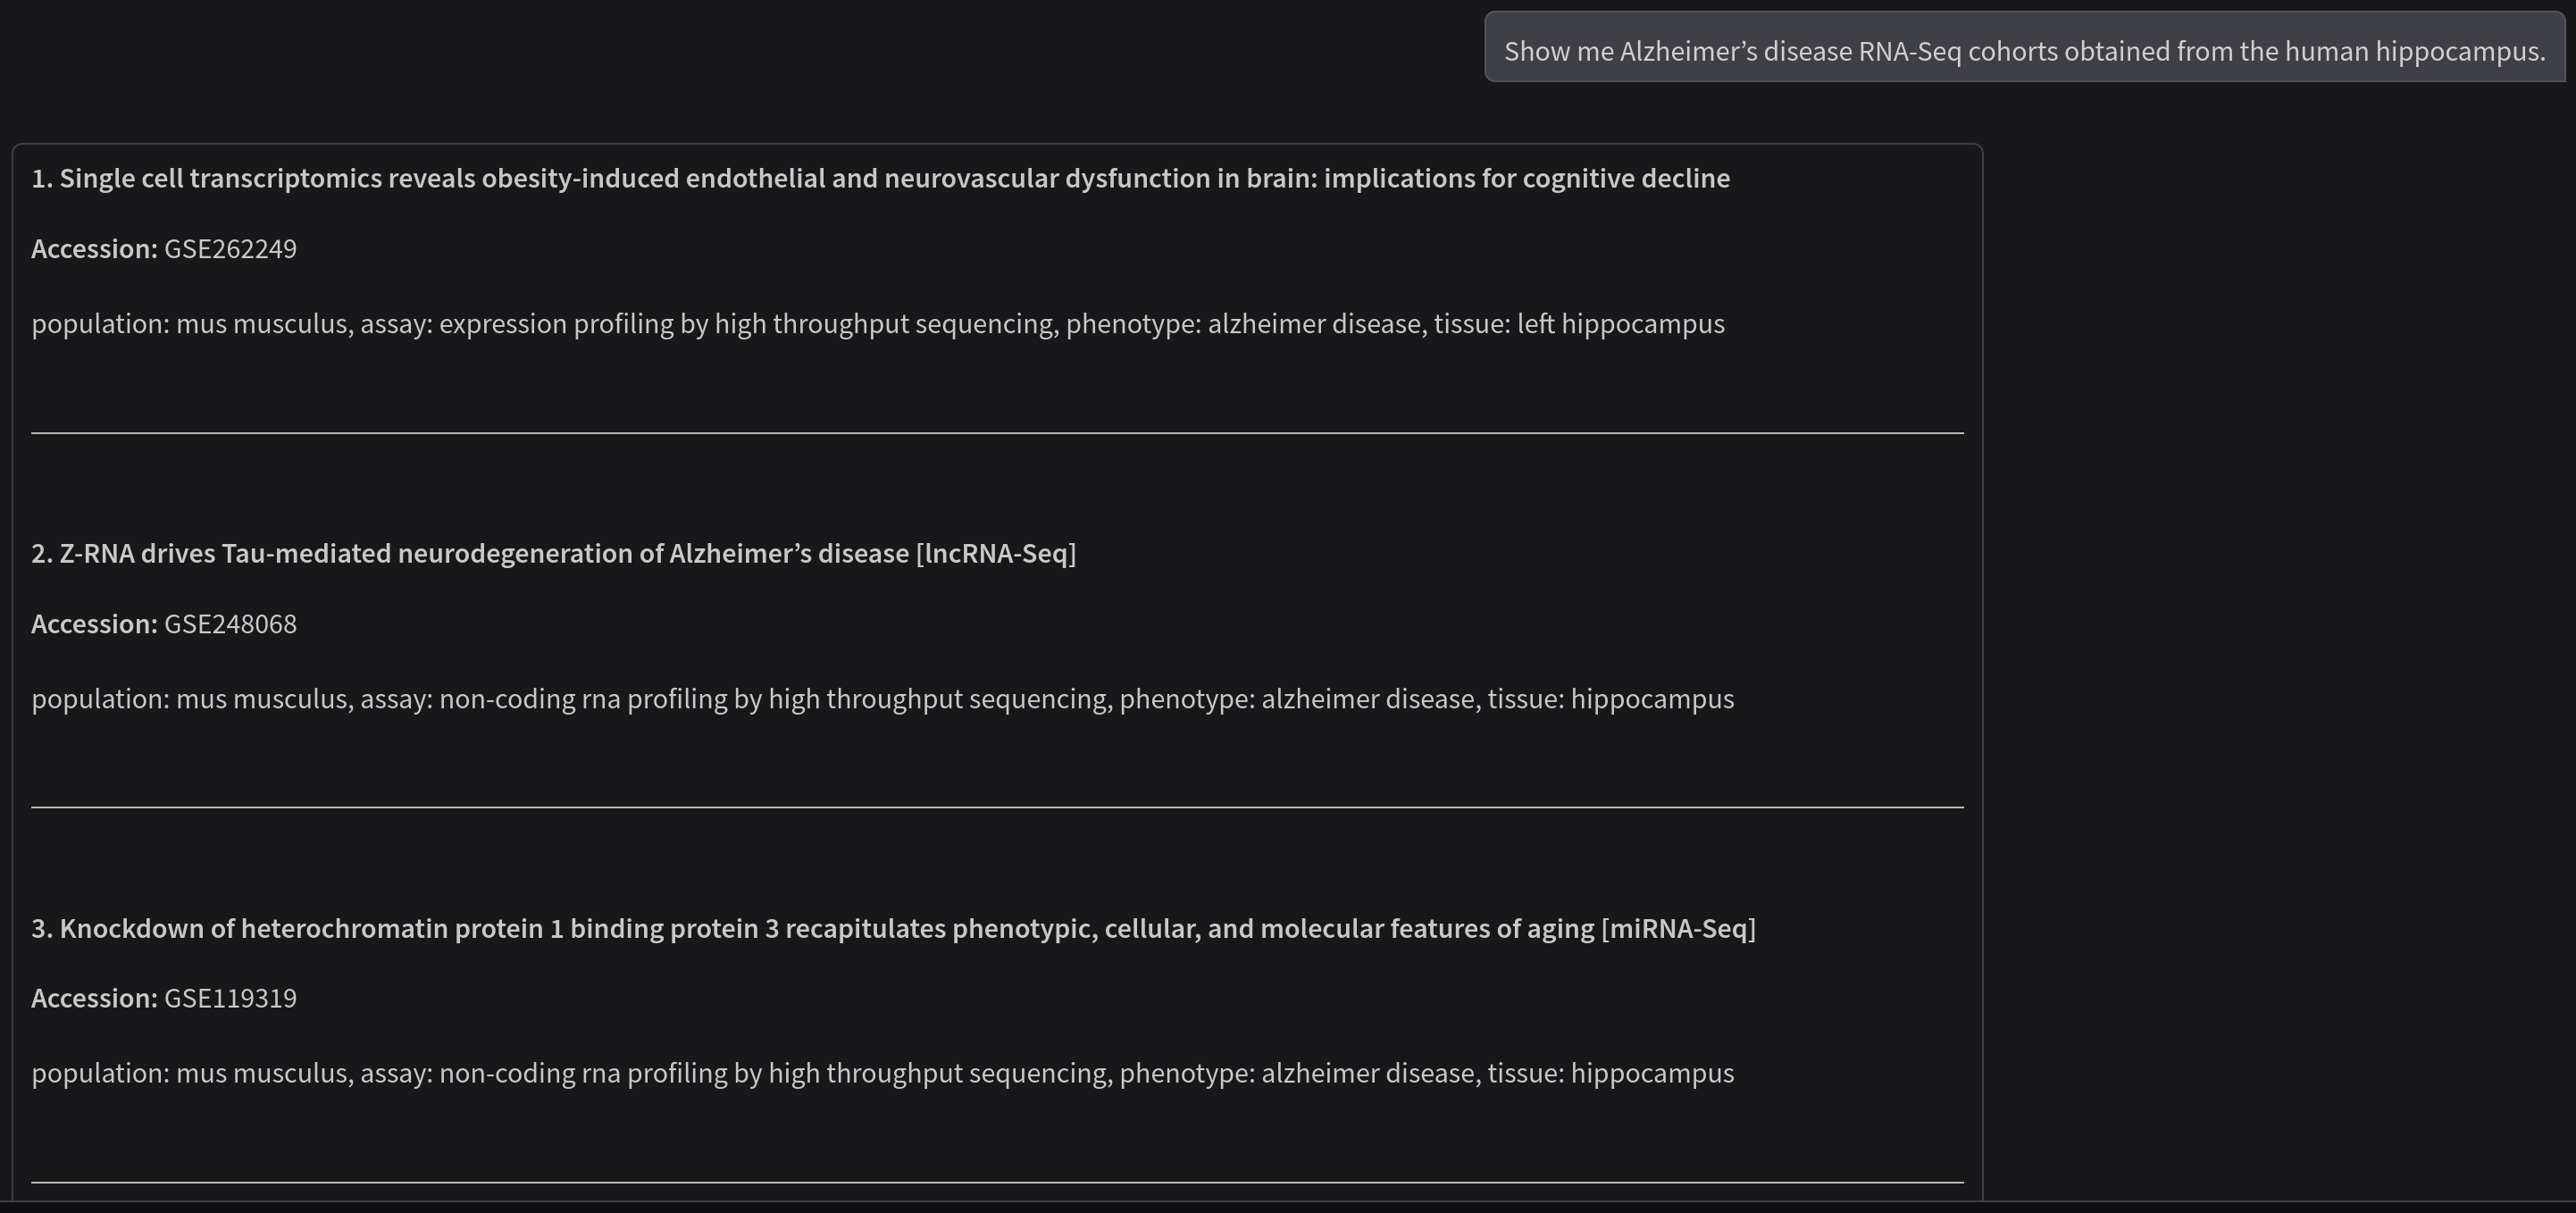 Show me Alzheimer’s disease RNA-Seq cohorts obtained from the human hippocampus.
1. Single cell transcriptomics reveals obesity-induced endothelial and neurovascular dysfunction in brain: implications for cognitive decline
Accession: GSE262249
population: mus musculus, assay: expression profiling by high throughput sequencing, phenotype: alzheimer disease, tissue: left hippocampus
2. Z-RNA drives Tau-mediated neurodegeneration of Alzheimer’s disease [lncRNA-Seq]
Accession: GSE248068
population: mus musculus, assay: non-coding rna profiling by high throughput sequencing, phenotype: alzheimer disease, tissue: hippocampus
3. Knockdown of heterochromatin protein 1 binding protein 3 recapitulates phenotypic, cellular, and molecular features of aging [miRNA-Seq]
Accession: GSE119319
population: mus musculus, assay: non-coding rna profiling by high throughput sequencing, phenotype: alzheimer disease, tissue: hippocampus